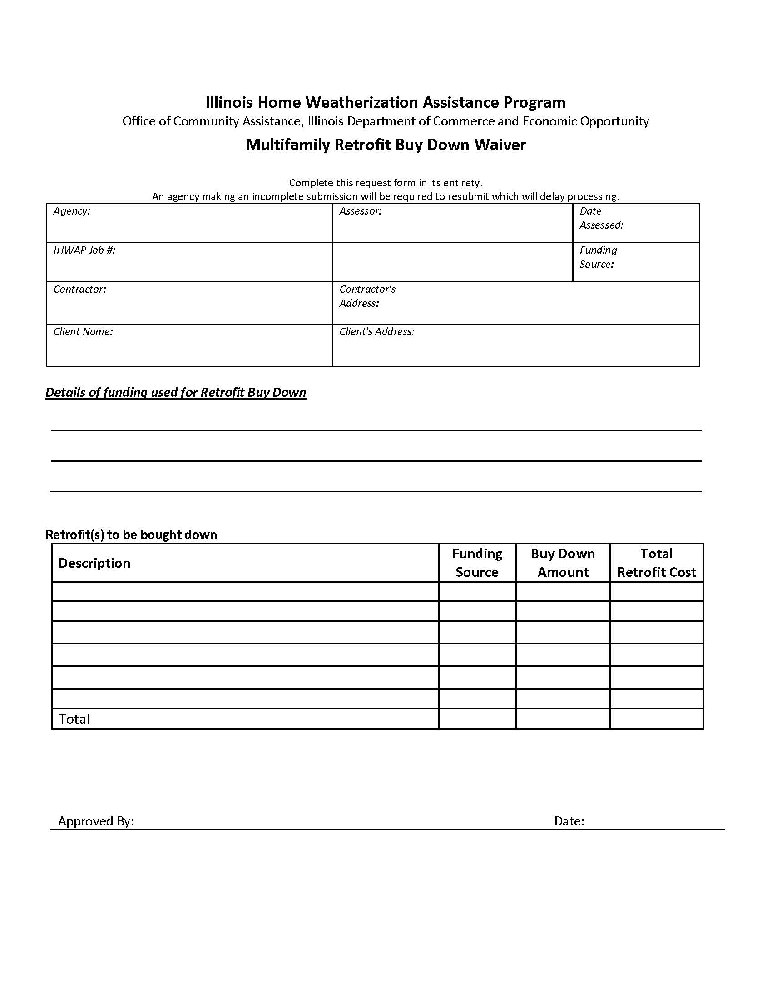 Illinois Home Weatherization Assistance Program
Office of Community Assistance, Illinois Department of Commerce and Economic Opportunity
Multifamily Retrofit Buy Down Waiver
Complete this request form in its entirety.
An agency making an incomplete submission will be required to resubmit which will delay processing.
Agency:
Assessor:
Date
Assessed:
IHWAP Job #:
Funding
Source:
Contractor:
Contractor's
Address:
Client Name:
Client's Address:
Details of funding used for Retrofit Buy Down
Retrofit(s) to be bought down
Description
Funding
Source
Buy Down
Amount
Total
Retrofit Cost
Total
Approved By:
Date: